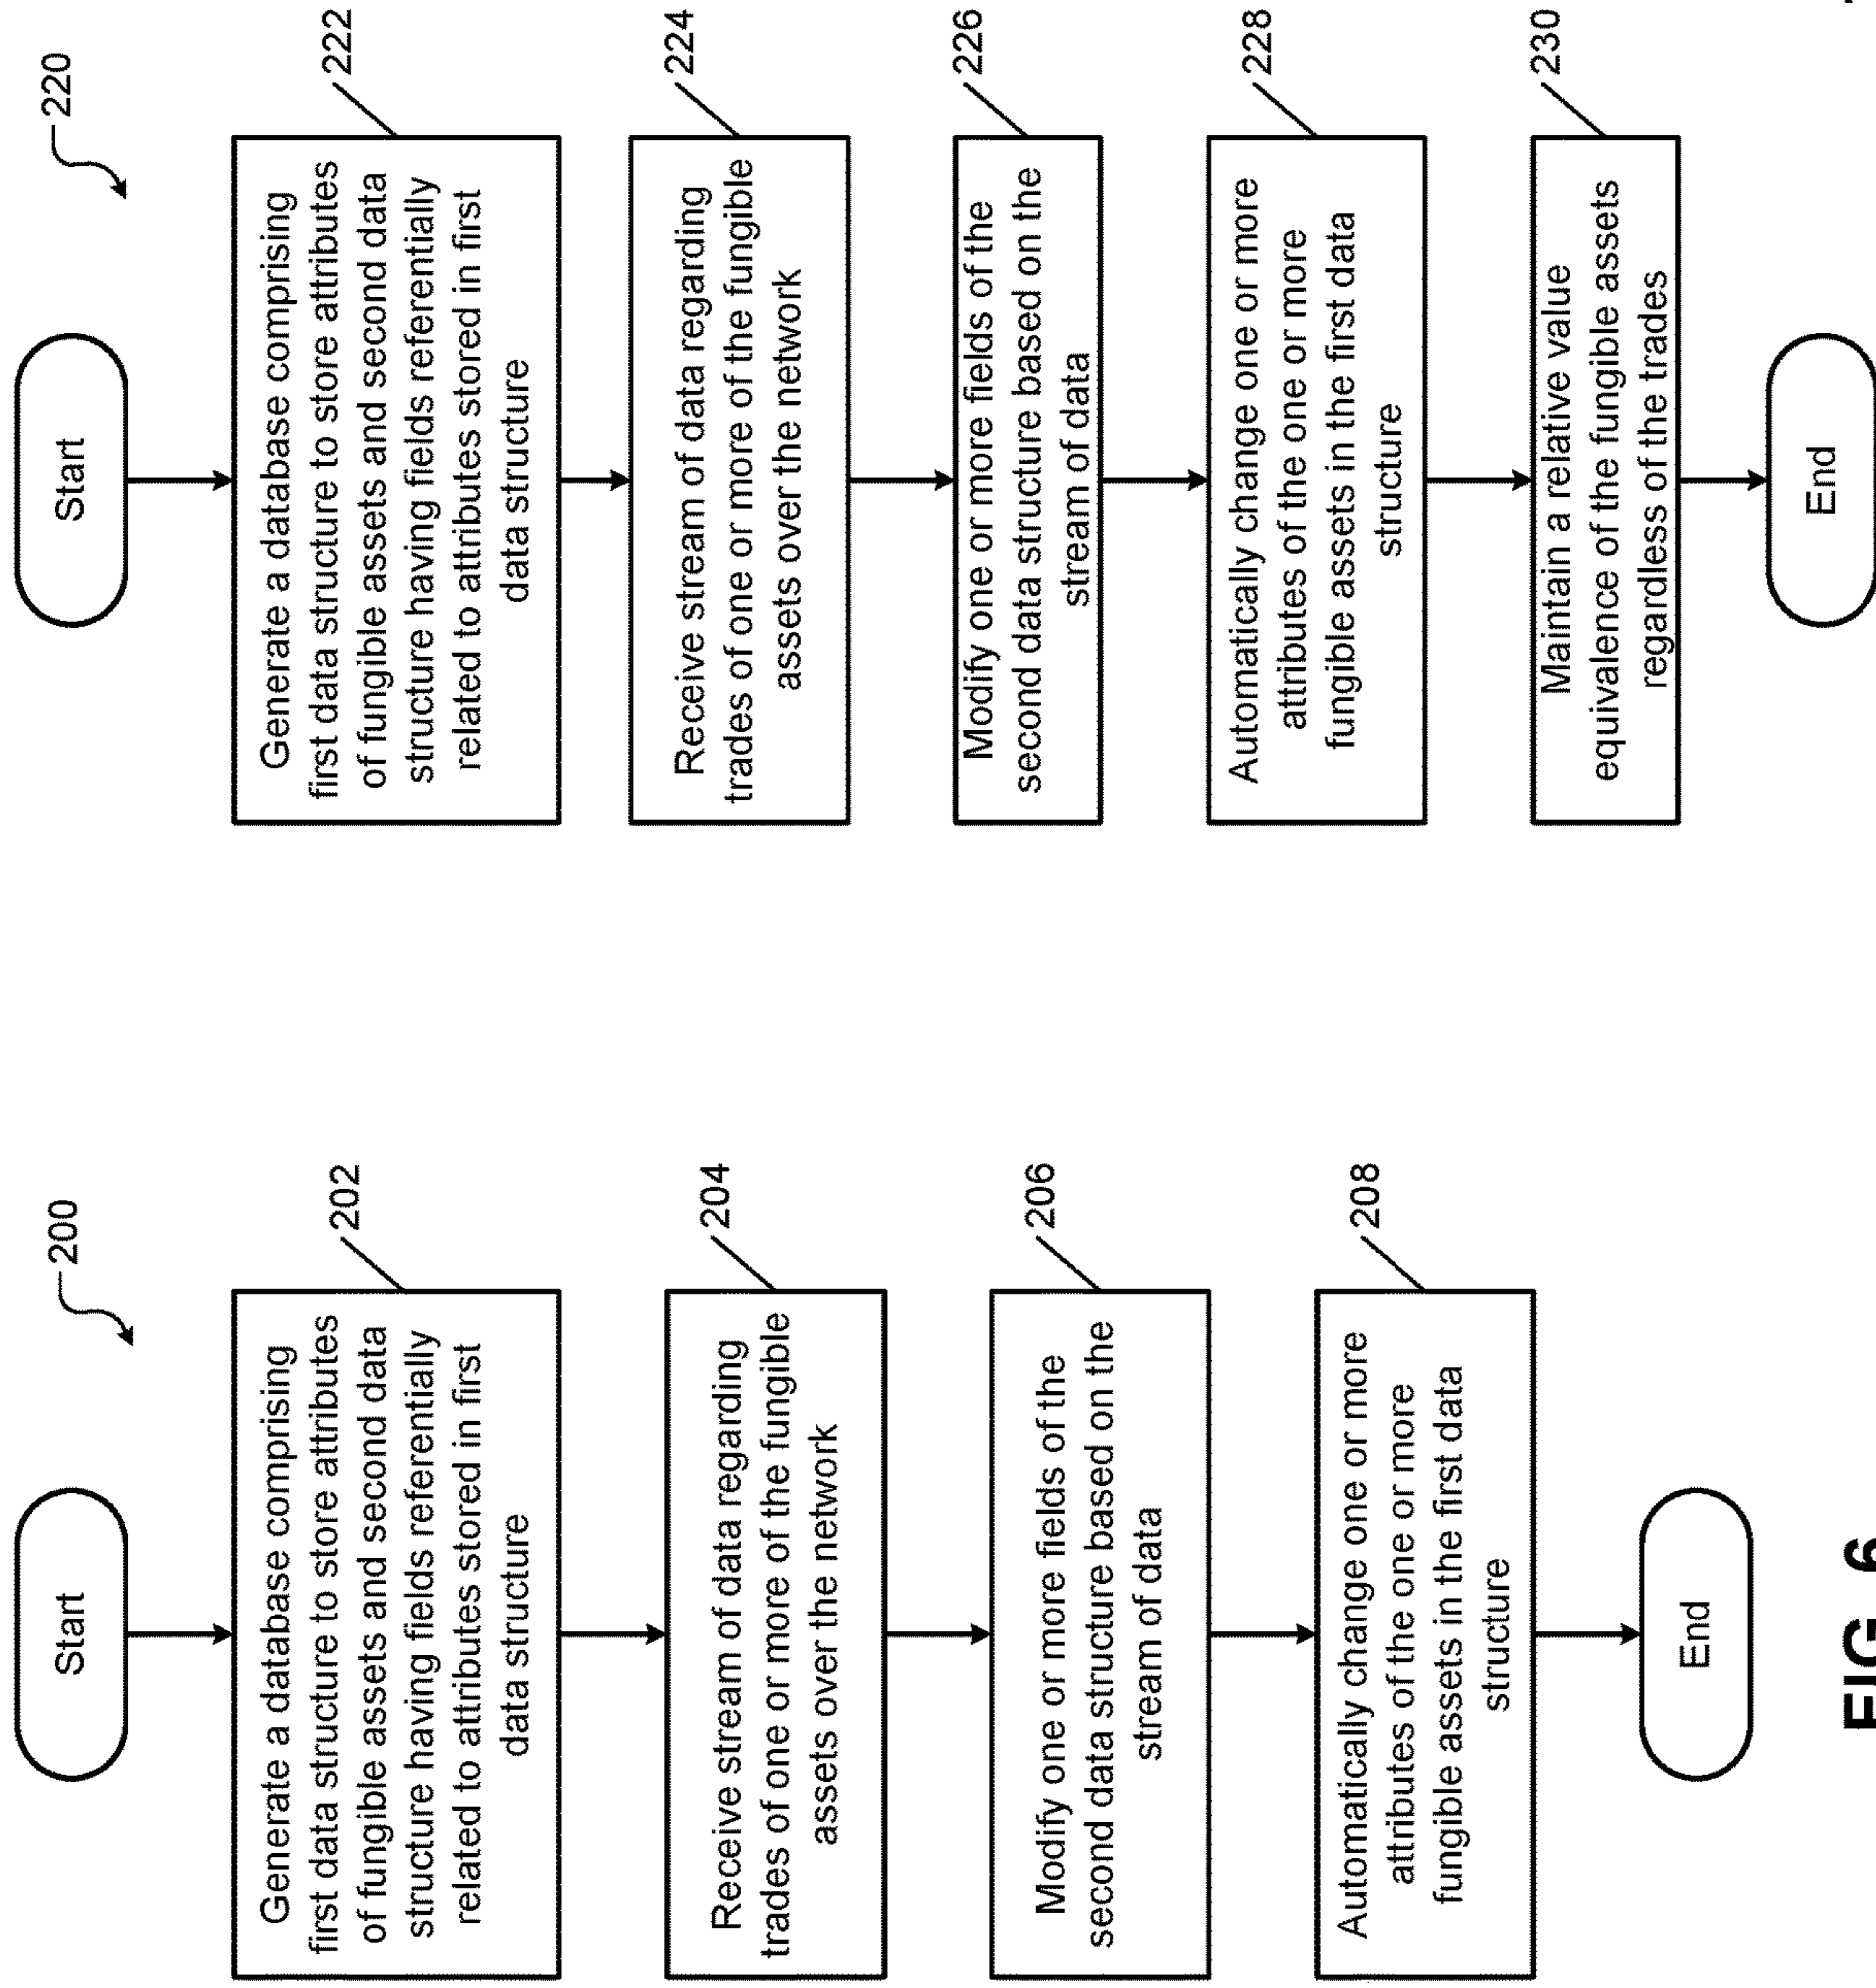 200
Start
Generate a database comprising
first data structure to store attributes
of fungible assets and second data
structure having fields referentially
related to attributes stored in first
data structure
202
Receive stream of data regarding
trades of one or more of the fungible
assets over the network
204
Modify one or more fields of the
second data structure based on the
stream of data
206
Automatically change one or more
attributes of the one or more
fungible assets in the first data
structure
208
End
FIG. 6
220
Start
Generate a database comprising
first data structure to store attributes
of fungible assets and second data
structure having fields referentially
related to attributes stored in first
data structure
222
Receive stream of data regarding
trades of one or more of the fungible
assets over the network
224
Modify one or more fields of the
second data structure based on the
stream of data
226
Automatically change one or more
attributes of the one or more
fungible assets in the first data
structure
228
Maintain a relative value
equivalence of the fungible assets
regardless of the trades
230
End